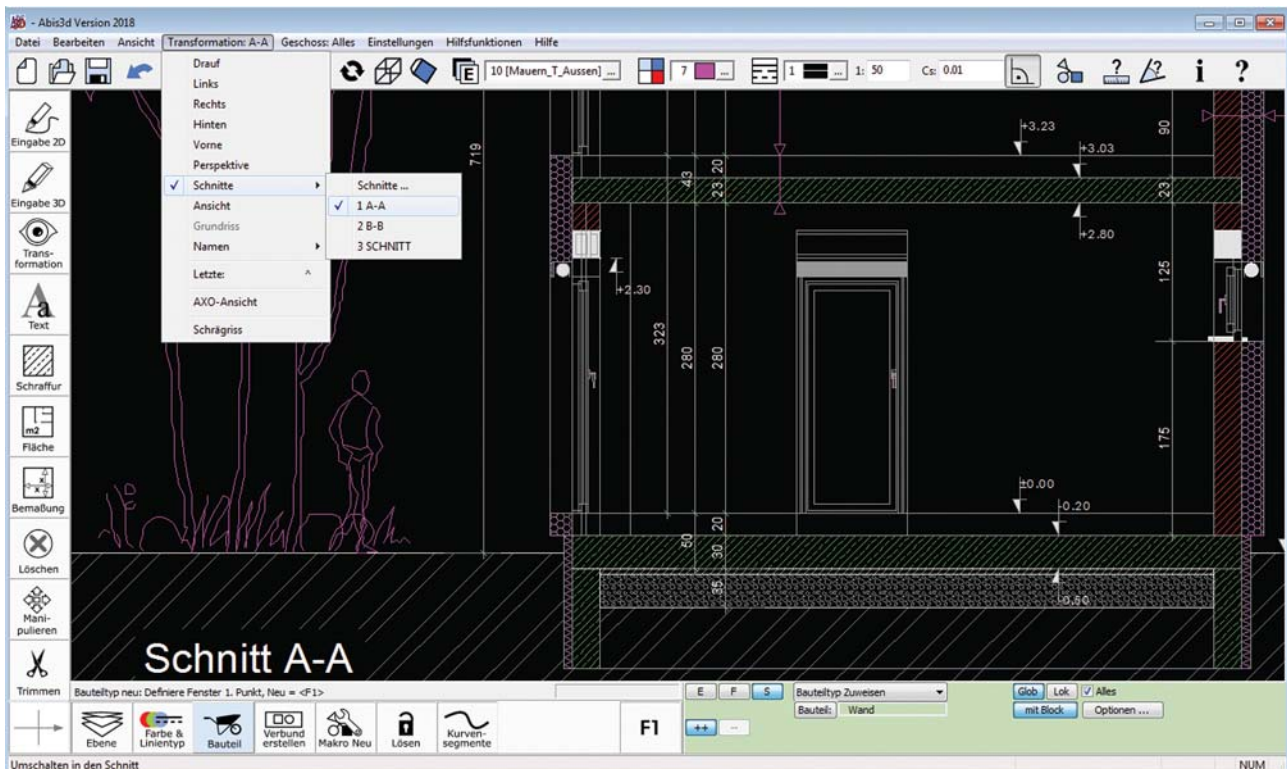 - Abis3d Version 2018
Datei Bearbeiten Ansicht Transformation: A-A Geschoss: Alles Einstellungen Hilfsfunktionen Hilfe
10 [Mauern_T_Aussen] ... 7 ... 1 ... 1: 50 Cs: 0.01 ? ? i ?
Drauf
Links
Rechts
Hinten
Vorne
Perspektive
Schnitte
Ansicht
Grundriss
Namen
Letzte: ^
AXO-Ansicht
Schrägriss
Schnitte ...
1 A-A
2 B-B
3 SCHNITT
Eingabe 2D
Eingabe 3D
Trans-
formation
Text
Schraffur
m2
Fläche
Bemaßung
Löschen
Mani-
pulieren
Trimmen
719
43
23 20
+3.23
+3.03
90
23
+2.80
+2.30
125
323
280
280
175
±0.00
-0.20
50
30 20
35
-0.50
Schnitt A-A
Bauteiltyp neu: Definiere Fenster 1. Punkt, Neu = <F1>
E F S Bauteiltyp Zuweisen Glob Lok Alles
Bauteil: Wand mit Block Optionen ...
++ --
Ebene
Farbe &
Linientyp
Bauteil
Verbund
erstellen
Makro Neu
Lösen
Kurven-
segmente
F1
Umschalten in den Schnitt NUM